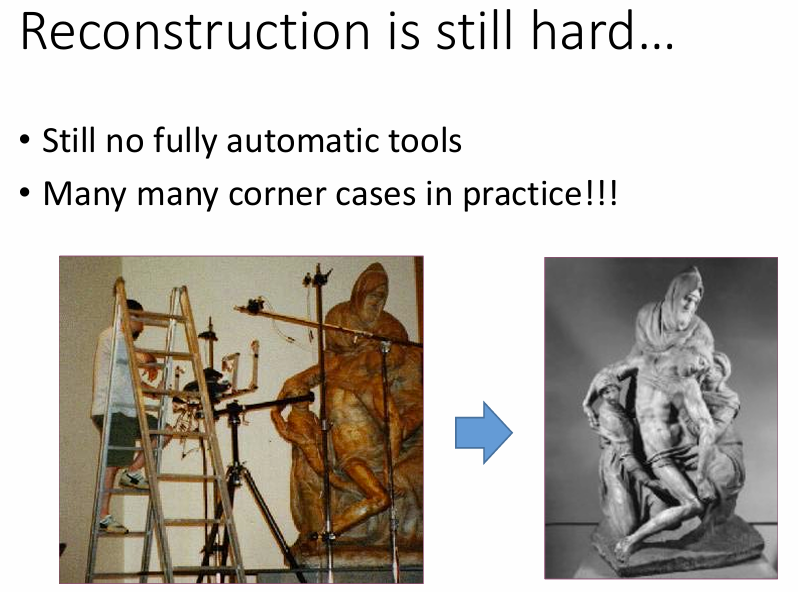 Reconstruction is still hard…
• Still no fully automatic tools
• Many many corner cases in practice!!!